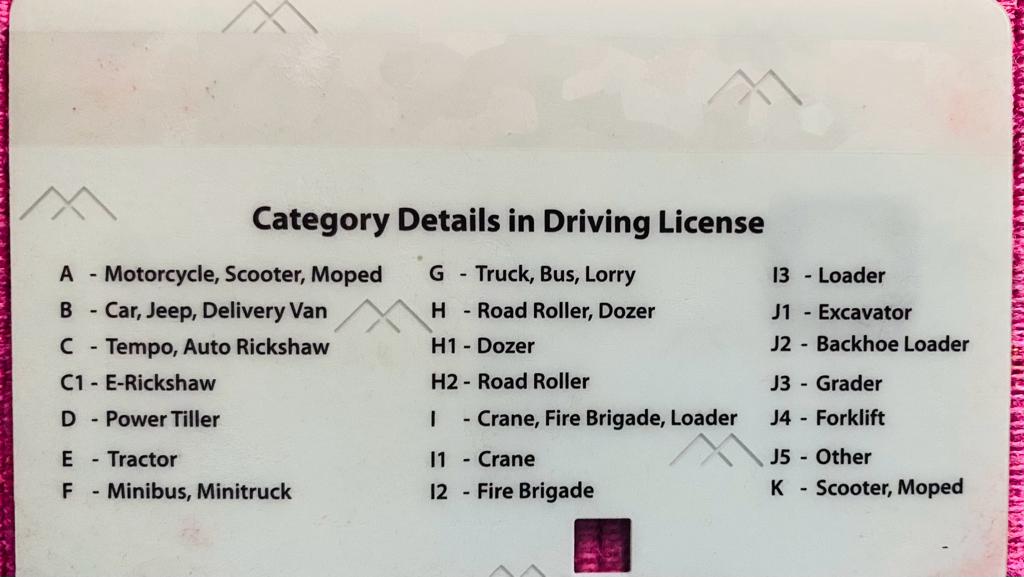 Category Details in Driving License
A - Motorcycle, Scooter, Moped
B - Car, Jeep, Delivery Van
C - Tempo, Auto Rickshaw
C1 - E-Rickshaw
D - Power Tiller
E - Tractor
F - Minibus, Minitruck
G - Truck, Bus, Lorry
H - Road Roller, Dozer
H1 - Dozer
H2 - Road Roller
I - Crane, Fire Brigade, Loader
I1 - Crane
I2 - Fire Brigade
I3 - Loader
J1 - Excavator
J2 - Backhoe Loader
J3 - Grader
J4 - Forklift
J5 - Other
K - Scooter, Moped